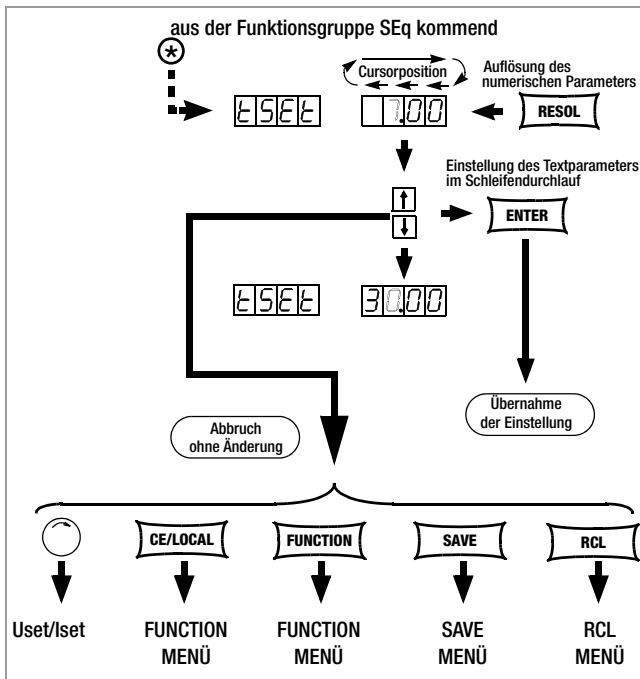 aus der Funktionsgruppe SEq kommend
*
Cursorposition
Auflösung des
numerischen Parameters
tSEt
7.00
RESOL
Einstellung des Textparameters
im Schleifendurchlauf
↑
↓
ENTER
tSEt
30.00
Abbruch
ohne Änderung
Übernahme
der Einstellung
CE/LOCAL
FUNCTION
SAVE
RCL
Uset/Iset
FUNCTION
MENÜ
FUNCTION
MENÜ
SAVE
MENÜ
RCL
MENÜ